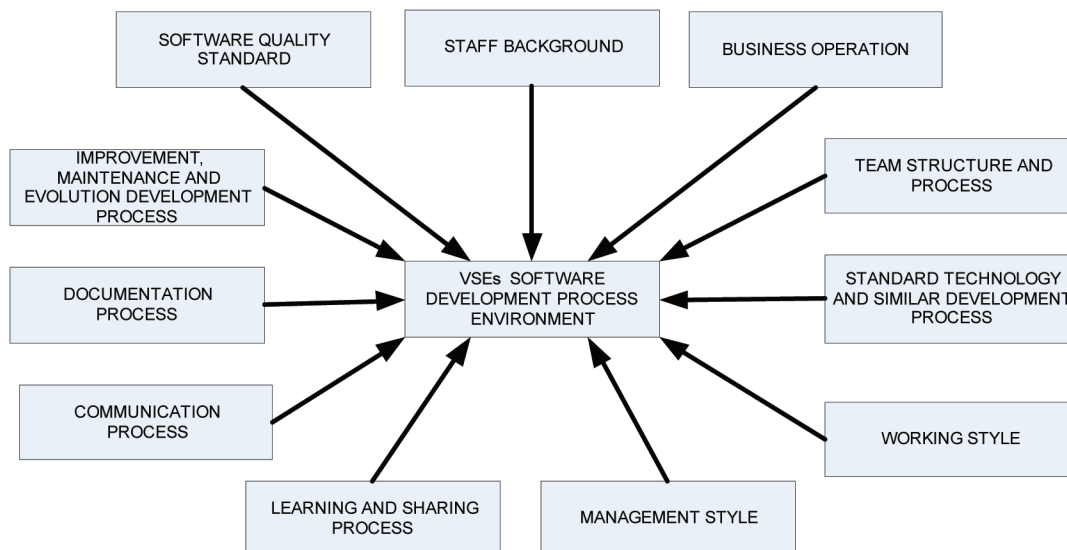 SOFTWARE QUALITY
STANDARD
STAFF BACKGROUND
BUSINESS OPERATION
IMPROVEMENT,
MAINTENANCE AND
EVOLUTION DEVELOPMENT
PROCESS
TEAM STRUCTURE AND
PROCESS
VSEs SOFTWARE
DEVELOPMENT PROCESS
ENVIRONMENT
DOCUMENTATION
PROCESS
STANDARD TECHNOLOGY
AND SIMILAR DEVELOPMENT
PROCESS
COMMUNICATION
PROCESS
WORKING STYLE
LEARNING AND SHARING
PROCESS
MANAGEMENT STYLE